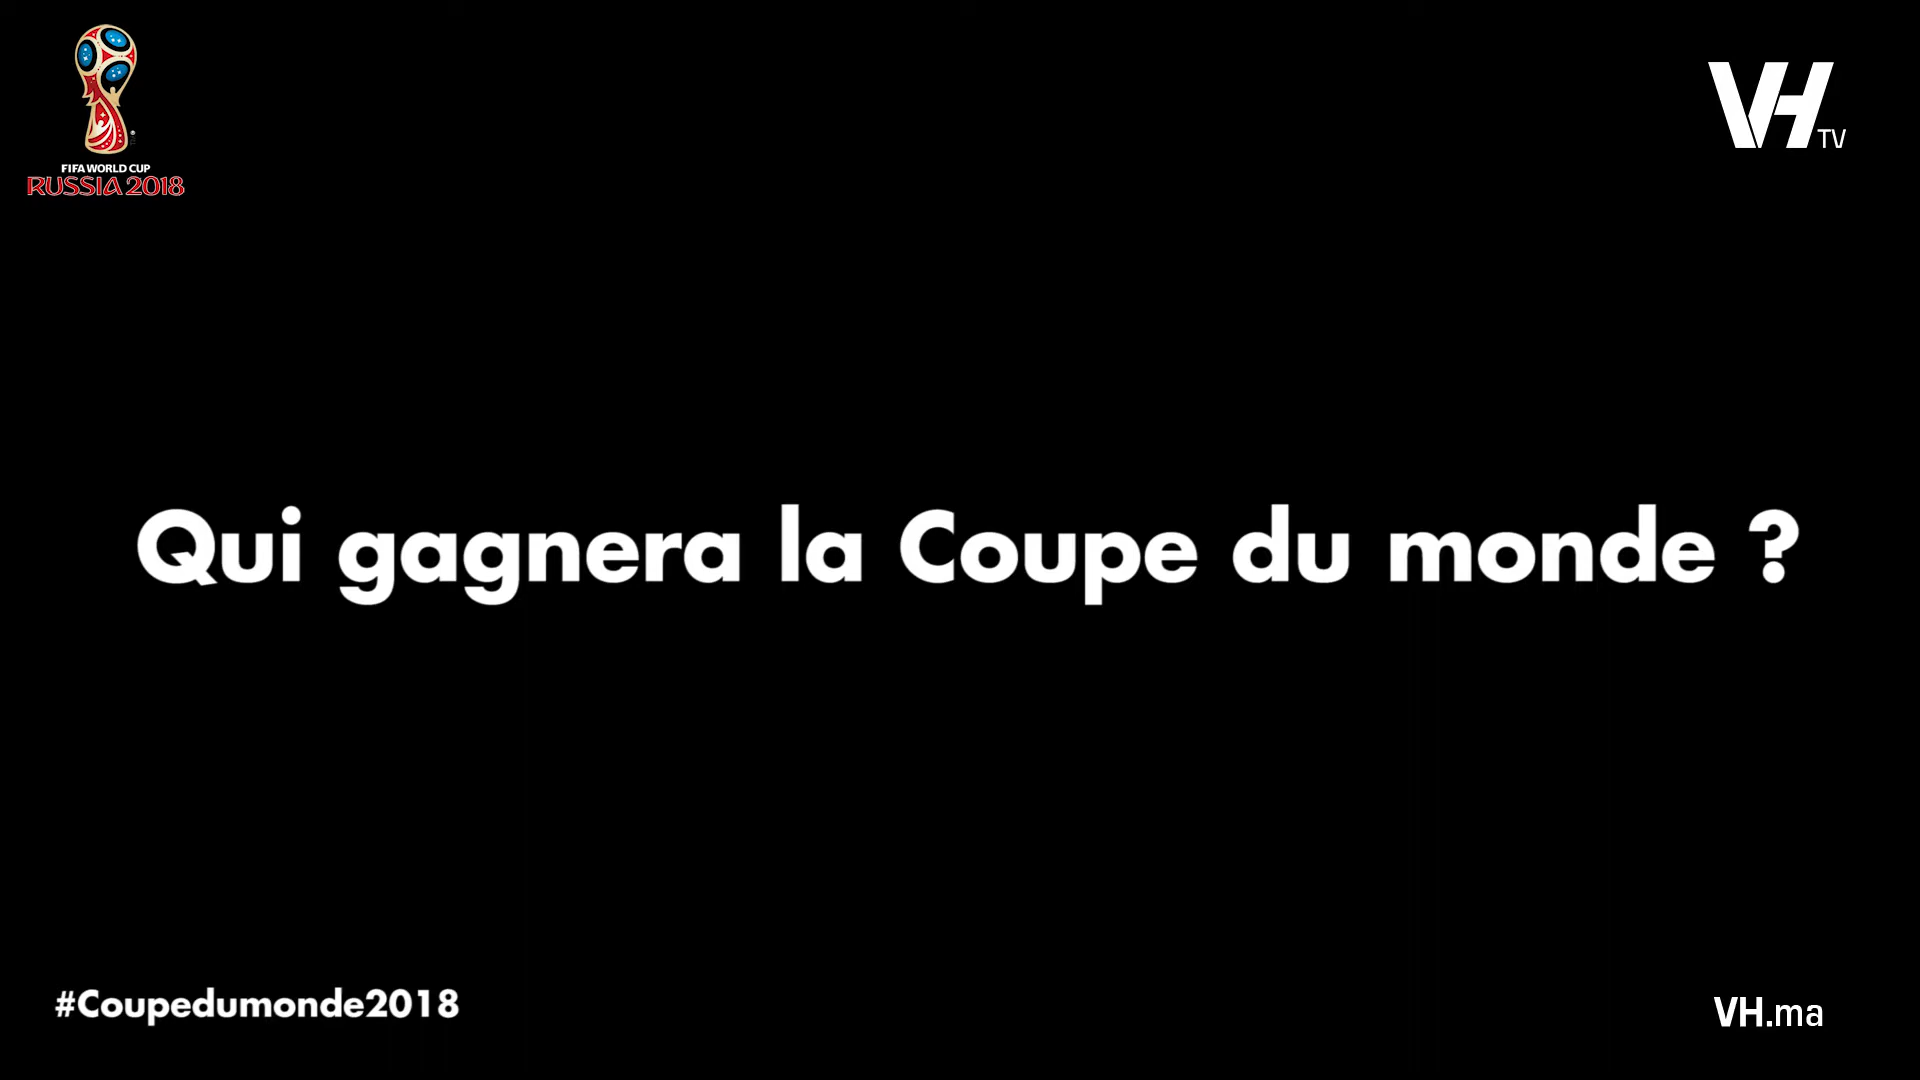 FIFA WORLD CUP
RUSSIA 2018
VH TV
Qui gagnera la Coupe du monde ?
#Coupedumonde2018
VH.ma